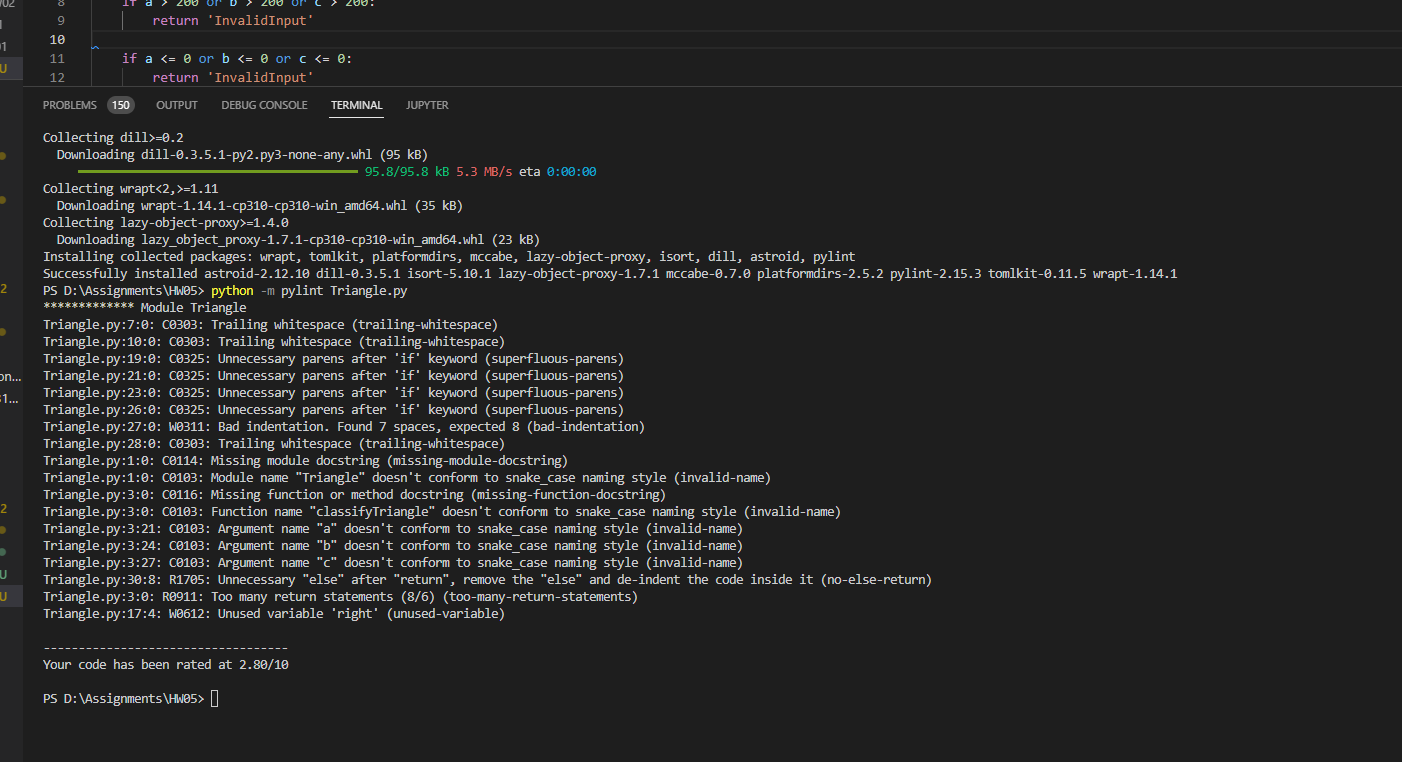 02
8 if a > 200 or b > 200 or c > 200:
9 return 'InvalidInput'
10
11 if a <= 0 or b <= 0 or c <= 0:
12 return 'InvalidInput'
1
01
U
2
on...
31...
2
U
U
PROBLEMS 150 OUTPUT DEBUG CONSOLE TERMINAL JUPYTER
Collecting dill>=0.2
Downloading dill-0.3.5.1-py2.py3-none-any.whl (95 kB)
95.8/95.8 kB 5.3 MB/s eta 0:00:00
Collecting wrapt<2,>=1.11
Downloading wrapt-1.14.1-cp310-cp310-win_amd64.whl (35 kB)
Collecting lazy-object-proxy>=1.4.0
Downloading lazy_object_proxy-1.7.1-cp310-cp310-win_amd64.whl (23 kB)
Installing collected packages: wrapt, tomlkit, platformdirs, mccabe, lazy-object-proxy, isort, dill, astroid, pylint
Successfully installed astroid-2.12.10 dill-0.3.5.1 isort-5.10.1 lazy-object-proxy-1.7.1 mccabe-0.7.0 platformdirs-2.5.2 pylint-2.15.3 tomlkit-0.11.5 wrapt-1.14.1
PS D:\Assignments\HW05> python -m pylint Triangle.py
************* Module Triangle
Triangle.py:7:0: C0303: Trailing whitespace (trailing-whitespace)
Triangle.py:10:0: C0303: Trailing whitespace (trailing-whitespace)
Triangle.py:19:0: C0325: Unnecessary parens after 'if' keyword (superfluous-parens)
Triangle.py:21:0: C0325: Unnecessary parens after 'if' keyword (superfluous-parens)
Triangle.py:23:0: C0325: Unnecessary parens after 'if' keyword (superfluous-parens)
Triangle.py:26:0: C0325: Unnecessary parens after 'if' keyword (superfluous-parens)
Triangle.py:27:0: W0311: Bad indentation. Found 7 spaces, expected 8 (bad-indentation)
Triangle.py:28:0: C0303: Trailing whitespace (trailing-whitespace)
Triangle.py:1:0: C0114: Missing module docstring (missing-module-docstring)
Triangle.py:1:0: C0103: Module name "Triangle" doesn't conform to snake_case naming style (invalid-name)
Triangle.py:3:0: C0116: Missing function or method docstring (missing-function-docstring)
Triangle.py:3:0: C0103: Function name "classifyTriangle" doesn't conform to snake_case naming style (invalid-name)
Triangle.py:3:21: C0103: Argument name "a" doesn't conform to snake_case naming style (invalid-name)
Triangle.py:3:24: C0103: Argument name "b" doesn't conform to snake_case naming style (invalid-name)
Triangle.py:3:27: C0103: Argument name "c" doesn't conform to snake_case naming style (invalid-name)
Triangle.py:30:8: R1705: Unnecessary "else" after "return", remove the "else" and de-indent the code inside it (no-else-return)
Triangle.py:3:0: R0911: Too many return statements (8/6) (too-many-return-statements)
Triangle.py:17:4: W0612: Unused variable 'right' (unused-variable)
-----------------------------------
Your code has been rated at 2.80/10
PS D:\Assignments\HW05>